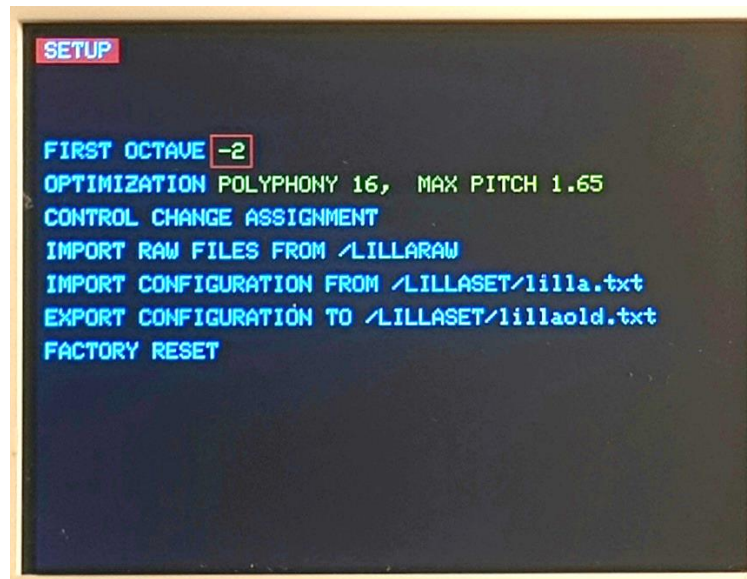 SETUP
FIRST OCTAVE -2
OPTIMIZATION POLYPHONY 16, MAX PITCH 1.65
CONTROL CHANGE ASSIGNMENT
IMPORT RAW FILES FROM /LILLARAW
IMPORT CONFIGURATION FROM /LILLASET/lilla.txt
EXPORT CONFIGURATION TO /LILLASET/lillaold.txt
FACTORY RESET